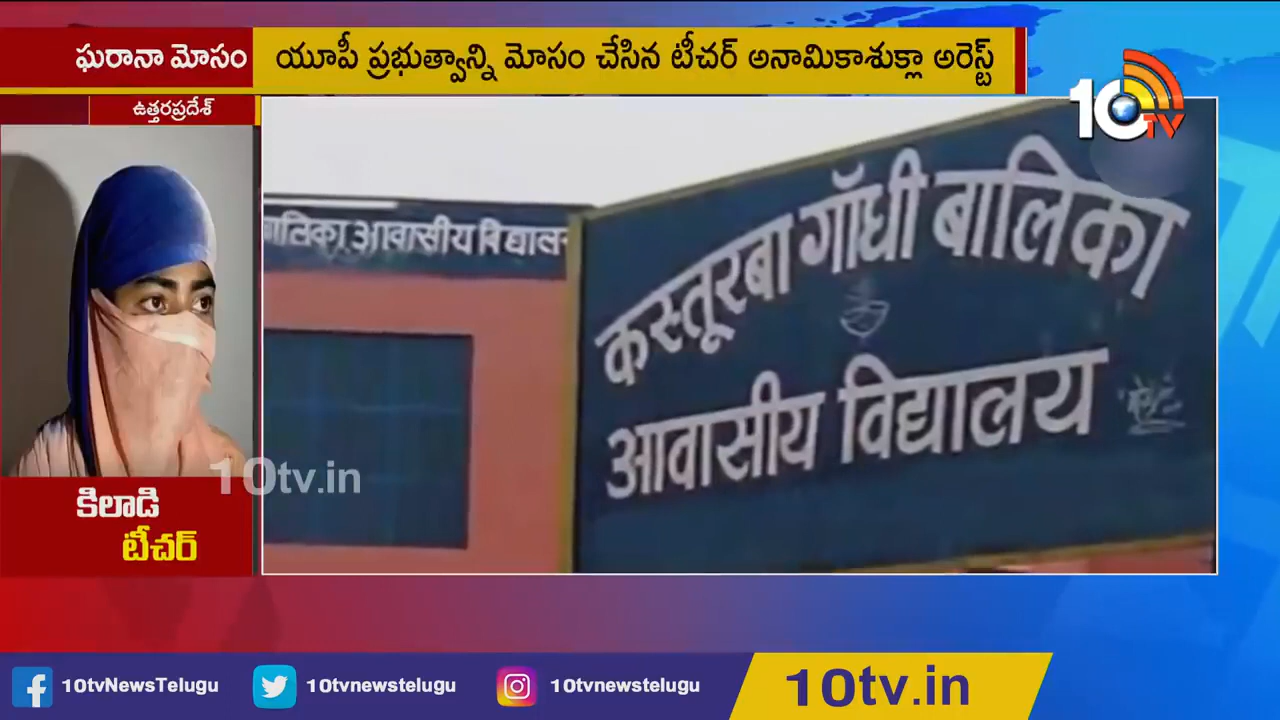 ఘరానా మోసం
యూపీ ప్రభుత్వాన్ని మోసం చేసిన టీచర్ అనామికాశుక్లా అరెస్ట్
ఉత్తరప్రదేశ్
10TV
बालिका आवासीय विद्याल
कस्तूरबा गाँधी बालिका
आवासीय विद्यालय
10tv.in
కిలాడి
టీచర్
10tvNewsTelugu
10tvnewstelugu
10tvnewstelugu
10tv.in